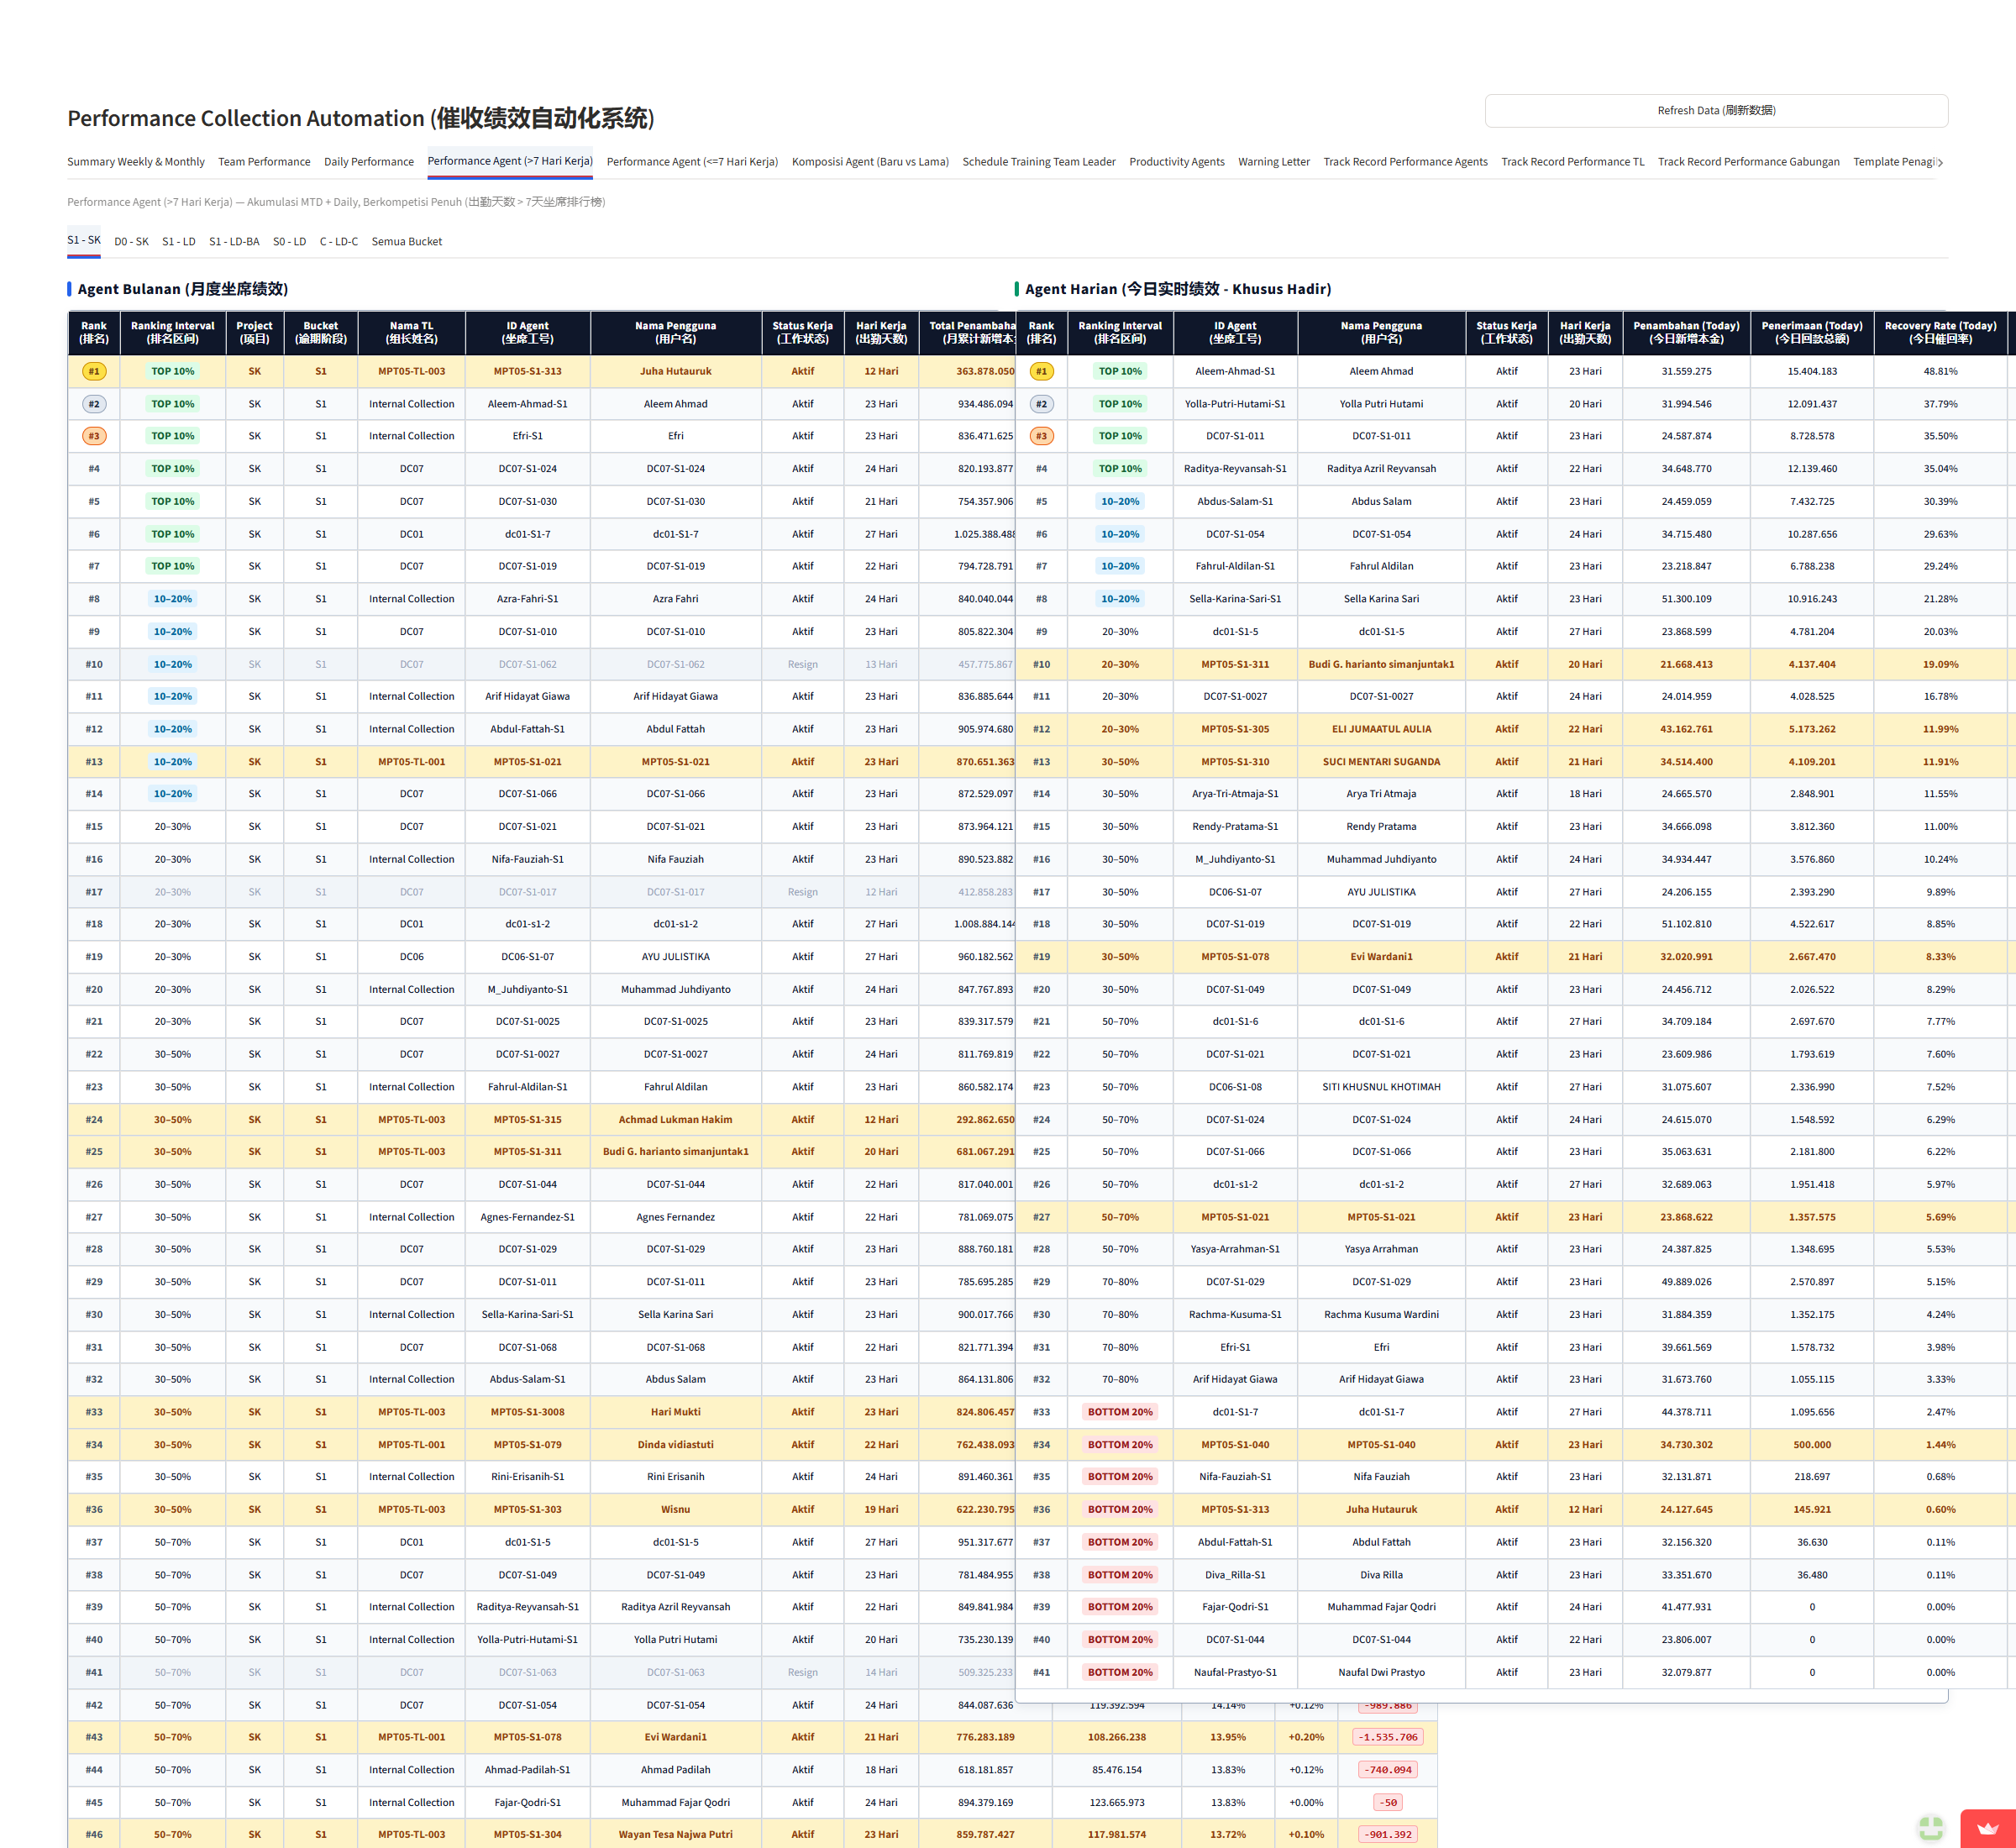 Performance Collection Automation (催收绩效自动化系统)
Refresh Data (刷新数据)
Summary Weekly & Monthly Team Performance Daily Performance Performance Agent (>7 Hari Kerja) Performance Agent (<=7 Hari Kerja) Komposisi Agent (Baru vs Lama) Schedule Training Team Leader Productivity Agents Warning Letter Track Record Performance Agents Track Record Performance TL Track Record Performance Gabungan Template Penagi
Performance Agent (>7 Hari Kerja) — Akumulasi MTD + Daily, Berkompetisi Penuh (出勤天数 > 7天坐席排行榜)
S1 - SK D0 - SK S1 - LD S1 - LD-BA S0 - LD C - LD-C Semua Bucket
Agent Bulanan (月度坐席绩效)
Rank Ranking Interval Project Bucket Nama TL ID Agent Nama Pengguna Status Kerja Hari Kerja Total Penambaha
(排名) (排名区间) (项目) (逾期阶段) (组长姓名) (坐席工号) (用户名) (工作状态) (出勤天数) (月累计新增本
#1 TOP 10% SK S1 MPT05-TL-003 MPT05-S1-313 Juha Hutauruk Aktif 12 Hari 363.878.050
#2 TOP 10% SK S1 Internal Collection Aleem-Ahmad-S1 Aleem Ahmad Aktif 23 Hari 934.486.094
#3 TOP 10% SK S1 Internal Collection Efri-S1 Efri Aktif 23 Hari 836.471.625
#4 TOP 10% SK S1 DC07 DC07-S1-024 DC07-S1-024 Aktif 24 Hari 820.193.877
#5 TOP 10% SK S1 DC07 DC07-S1-030 DC07-S1-030 Aktif 21 Hari 754.357.906
#6 TOP 10% SK S1 DC01 dc01-S1-7 dc01-S1-7 Aktif 27 Hari 1.025.388.488
#7 TOP 10% SK S1 DC07 DC07-S1-019 DC07-S1-019 Aktif 22 Hari 794.728.791
#8 10–20% SK S1 Internal Collection Azra-Fahri-S1 Azra Fahri Aktif 24 Hari 840.040.044
#9 10–20% SK S1 DC07 DC07-S1-010 DC07-S1-010 Aktif 23 Hari 805.822.304
#10 10–20% SK S1 DC07 DC07-S1-062 DC07-S1-062 Resign 13 Hari 457.775.867
#11 10–20% SK S1 Internal Collection Arif Hidayat Giawa Arif Hidayat Giawa Aktif 23 Hari 836.885.644
#12 10–20% SK S1 Internal Collection Abdul-Fattah-S1 Abdul Fattah Aktif 23 Hari 905.974.680
#13 10–20% SK S1 MPT05-TL-001 MPT05-S1-021 MPT05-S1-021 Aktif 23 Hari 870.651.363
#14 10–20% SK S1 DC07 DC07-S1-066 DC07-S1-066 Aktif 23 Hari 872.529.097
#15 20–30% SK S1 DC07 DC07-S1-021 DC07-S1-021 Aktif 23 Hari 873.964.121
#16 20–30% SK S1 Internal Collection Nifa-Fauziah-S1 Nifa Fauziah Aktif 23 Hari 890.523.882
#17 20–30% SK S1 DC07 DC07-S1-017 DC07-S1-017 Resign 12 Hari 412.858.283
#18 20–30% SK S1 DC01 dc01-s1-2 dc01-s1-2 Aktif 27 Hari 1.008.884.144
#19 20–30% SK S1 DC06 DC06-S1-07 AYU JULISTIKA Aktif 27 Hari 960.182.562
#20 20–30% SK S1 Internal Collection M_Juhdiyanto-S1 Muhammad Juhdiyanto Aktif 24 Hari 847.767.893
#21 20–30% SK S1 DC07 DC07-S1-0025 DC07-S1-0025 Aktif 23 Hari 839.317.579
#22 30–50% SK S1 DC07 DC07-S1-0027 DC07-S1-0027 Aktif 24 Hari 811.769.819
#23 30–50% SK S1 Internal Collection Fahrul-Aldilan-S1 Fahrul Aldilan Aktif 23 Hari 860.582.174
#24 30–50% SK S1 MPT05-TL-003 MPT05-S1-315 Achmad Lukman Hakim Aktif 12 Hari 292.862.650
#25 30–50% SK S1 MPT05-TL-003 MPT05-S1-311 Budi G. harianto simanjuntak1 Aktif 20 Hari 681.067.291
#26 30–50% SK S1 DC07 DC07-S1-044 DC07-S1-044 Aktif 22 Hari 817.040.001
#27 30–50% SK S1 Internal Collection Agnes-Fernandez-S1 Agnes Fernandez Aktif 22 Hari 781.069.075
#28 30–50% SK S1 DC07 DC07-S1-029 DC07-S1-029 Aktif 23 Hari 888.760.181
#29 30–50% SK S1 DC07 DC07-S1-011 DC07-S1-011 Aktif 23 Hari 785.695.285
#30 30–50% SK S1 Internal Collection Sella-Karina-Sari-S1 Sella Karina Sari Aktif 23 Hari 900.017.766
#31 30–50% SK S1 DC07 DC07-S1-068 DC07-S1-068 Aktif 22 Hari 821.771.394
#32 30–50% SK S1 Internal Collection Abdus-Salam-S1 Abdus Salam Aktif 23 Hari 864.131.806
#33 30–50% SK S1 MPT05-TL-003 MPT05-S1-3008 Hari Mukti Aktif 23 Hari 824.806.457
#34 30–50% SK S1 MPT05-TL-001 MPT05-S1-079 Dinda vidiastuti Aktif 22 Hari 762.438.093
#35 30–50% SK S1 Internal Collection Rini-Erisanih-S1 Rini Erisanih Aktif 24 Hari 891.460.361
#36 30–50% SK S1 MPT05-TL-003 MPT05-S1-303 Wisnu Aktif 19 Hari 622.230.795
#37 50–70% SK S1 DC01 dc01-S1-5 dc01-S1-5 Aktif 27 Hari 951.317.677
#38 50–70% SK S1 DC07 DC07-S1-049 DC07-S1-049 Aktif 23 Hari 781.484.955
#39 50–70% SK S1 Internal Collection Raditya-Reyvansah-S1 Raditya Azril Reyvansah Aktif 22 Hari 849.841.984
#40 50–70% SK S1 Internal Collection Yolla-Putri-Hutami-S1 Yolla Putri Hutami Aktif 20 Hari 735.230.139
#41 50–70% SK S1 DC07 DC07-S1-063 DC07-S1-063 Resign 14 Hari 509.325.233
#42 50–70% SK S1 DC07 DC07-S1-054 DC07-S1-054 Aktif 24 Hari 844.087.636 119.392.594 14.14% +0.12% -989.886
#43 50–70% SK S1 MPT05-TL-001 MPT05-S1-078 Evi Wardani1 Aktif 21 Hari 776.283.189 108.266.238 13.95% +0.20% -1.535.706
#44 50–70% SK S1 Internal Collection Ahmad-Padilah-S1 Ahmad Padilah Aktif 18 Hari 618.181.857 85.476.154 13.83% +0.12% -740.094
#45 50–70% SK S1 Internal Collection Fajar-Qodri-S1 Muhammad Fajar Qodri Aktif 24 Hari 894.379.169 123.665.973 13.83% +0.00% -50
#46 50–70% SK S1 MPT05-TL-003 MPT05-S1-304 Wayan Tesa Najwa Putri Aktif 23 Hari 859.787.427 117.981.574 13.72% +0.10% -901.392
Agent Harian (今日实时绩效 - Khusus Hadir)
Rank Ranking Interval ID Agent Nama Pengguna Status Kerja Hari Kerja Penambahan (Today) Penerimaan (Today) Recovery Rate (Today)
(排名) (排名区间) (坐席工号) (用户名) (工作状态) (出勤天数) (今日新增本金) (今日回款总额) (今日催回率)
#1 TOP 10% Aleem-Ahmad-S1 Aleem Ahmad Aktif 23 Hari 31.559.275 15.404.183 48.81%
#2 TOP 10% Yolla-Putri-Hutami-S1 Yolla Putri Hutami Aktif 20 Hari 31.994.546 12.091.437 37.79%
#3 TOP 10% DC07-S1-011 DC07-S1-011 Aktif 23 Hari 24.587.874 8.728.578 35.50%
#4 TOP 10% Raditya-Reyvansah-S1 Raditya Azril Reyvansah Aktif 22 Hari 34.648.770 12.139.460 35.04%
#5 10–20% Abdus-Salam-S1 Abdus Salam Aktif 23 Hari 24.459.059 7.432.725 30.39%
#6 10–20% DC07-S1-054 DC07-S1-054 Aktif 24 Hari 34.715.480 10.287.656 29.63%
#7 10–20% Fahrul-Aldilan-S1 Fahrul Aldilan Aktif 23 Hari 23.218.847 6.788.238 29.24%
#8 10–20% Sella-Karina-Sari-S1 Sella Karina Sari Aktif 23 Hari 51.300.109 10.916.243 21.28%
#9 20–30% dc01-S1-5 dc01-S1-5 Aktif 27 Hari 23.868.599 4.781.204 20.03%
#10 20–30% MPT05-S1-311 Budi G. harianto simanjuntak1 Aktif 20 Hari 21.668.413 4.137.404 19.09%
#11 20–30% DC07-S1-0027 DC07-S1-0027 Aktif 24 Hari 24.014.959 4.028.525 16.78%
#12 20–30% MPT05-S1-305 ELI JUMAATUL AULIA Aktif 22 Hari 43.162.761 5.173.262 11.99%
#13 30–50% MPT05-S1-310 SUCI MENTARI SUGANDA Aktif 21 Hari 34.514.400 4.109.201 11.91%
#14 30–50% Arya-Tri-Atmaja-S1 Arya Tri Atmaja Aktif 18 Hari 24.665.570 2.848.901 11.55%
#15 30–50% Rendy-Pratama-S1 Rendy Pratama Aktif 23 Hari 34.666.098 3.812.360 11.00%
#16 30–50% M_Juhdiyanto-S1 Muhammad Juhdiyanto Aktif 24 Hari 34.934.447 3.576.860 10.24%
#17 30–50% DC06-S1-07 AYU JULISTIKA Aktif 27 Hari 24.206.155 2.393.290 9.89%
#18 30–50% DC07-S1-019 DC07-S1-019 Aktif 22 Hari 51.102.810 4.522.617 8.85%
#19 30–50% MPT05-S1-078 Evi Wardani1 Aktif 21 Hari 32.020.991 2.667.470 8.33%
#20 30–50% DC07-S1-049 DC07-S1-049 Aktif 23 Hari 24.456.712 2.026.522 8.29%
#21 50–70% dc01-S1-6 dc01-S1-6 Aktif 27 Hari 34.709.184 2.697.670 7.77%
#22 50–70% DC07-S1-021 DC07-S1-021 Aktif 23 Hari 23.609.986 1.793.619 7.60%
#23 50–70% DC06-S1-08 SITI KHUSNUL KHOTIMAH Aktif 27 Hari 31.075.607 2.336.990 7.52%
#24 50–70% DC07-S1-024 DC07-S1-024 Aktif 24 Hari 24.615.070 1.548.592 6.29%
#25 50–70% DC07-S1-066 DC07-S1-066 Aktif 23 Hari 35.063.631 2.181.800 6.22%
#26 50–70% dc01-s1-2 dc01-s1-2 Aktif 27 Hari 32.689.063 1.951.418 5.97%
#27 50–70% MPT05-S1-021 MPT05-S1-021 Aktif 23 Hari 23.868.622 1.357.575 5.69%
#28 50–70% Yasya-Arrahman-S1 Yasya Arrahman Aktif 23 Hari 24.387.825 1.348.695 5.53%
#29 70–80% DC07-S1-029 DC07-S1-029 Aktif 23 Hari 49.889.026 2.570.897 5.15%
#30 70–80% Rachma-Kusuma-S1 Rachma Kusuma Wardini Aktif 23 Hari 31.884.359 1.352.175 4.24%
#31 70–80% Efri-S1 Efri Aktif 23 Hari 39.661.569 1.578.732 3.98%
#32 70–80% Arif Hidayat Giawa Arif Hidayat Giawa Aktif 23 Hari 31.673.760 1.055.115 3.33%
#33 BOTTOM 20% dc01-S1-7 dc01-S1-7 Aktif 27 Hari 44.378.711 1.095.656 2.47%
#34 BOTTOM 20% MPT05-S1-040 MPT05-S1-040 Aktif 23 Hari 34.730.302 500.000 1.44%
#35 BOTTOM 20% Nifa-Fauziah-S1 Nifa Fauziah Aktif 23 Hari 32.131.871 218.697 0.68%
#36 BOTTOM 20% MPT05-S1-313 Juha Hutauruk Aktif 12 Hari 24.127.645 145.921 0.60%
#37 BOTTOM 20% Abdul-Fattah-S1 Abdul Fattah Aktif 23 Hari 32.156.320 36.630 0.11%
#38 BOTTOM 20% Diva_Rilla-S1 Diva Rilla Aktif 23 Hari 33.351.670 36.480 0.11%
#39 BOTTOM 20% Fajar-Qodri-S1 Muhammad Fajar Qodri Aktif 24 Hari 41.477.931 0 0.00%
#40 BOTTOM 20% DC07-S1-044 DC07-S1-044 Aktif 22 Hari 23.806.007 0 0.00%
#41 BOTTOM 20% Naufal-Prastyo-S1 Naufal Dwi Prastyo Aktif 23 Hari 32.079.877 0 0.00%